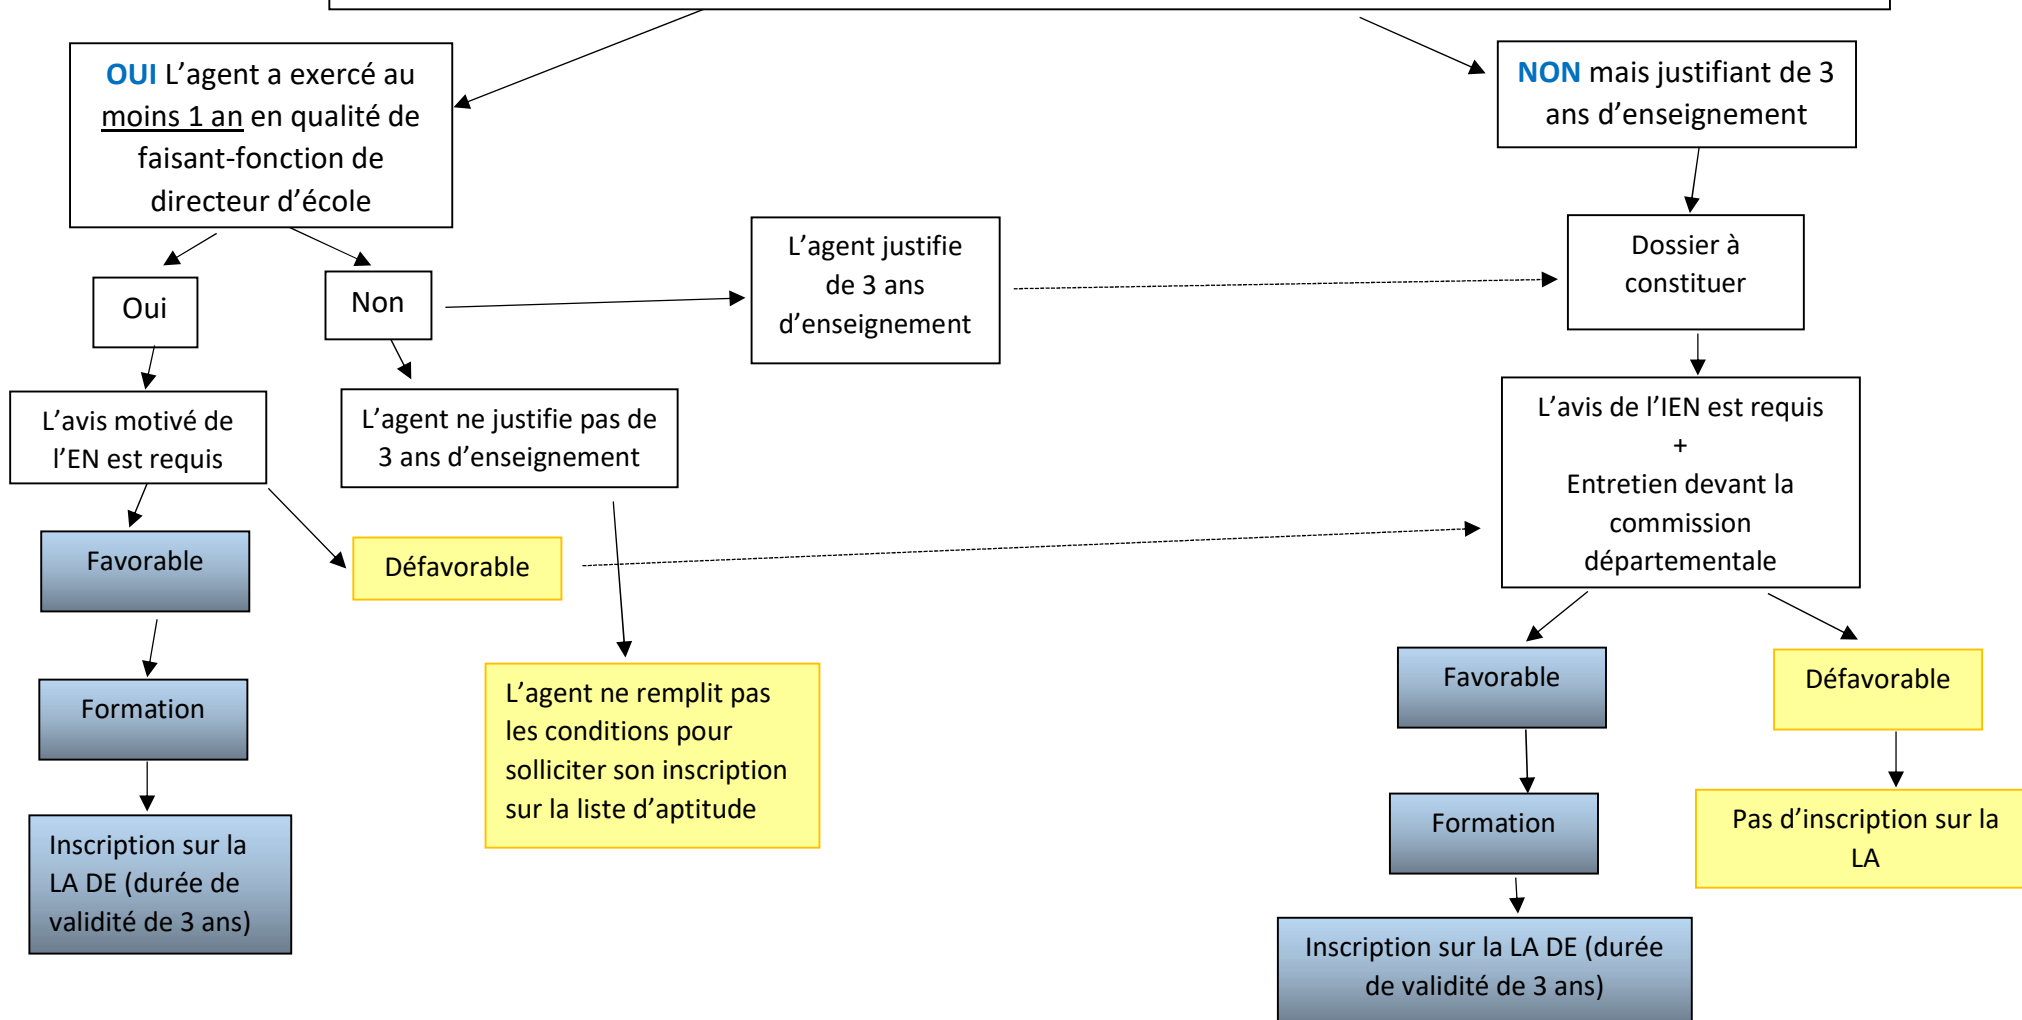 OUI L’agent a exercé au
moins 1 an en qualité de
faisant-fonction de
directeur d’école
NON mais justifiant de 3
ans d’enseignement
Oui
Non
L’agent justifie
de 3 ans
d’enseignement
Dossier à
constituer
L’avis motivé de
l’EN est requis
L’agent ne justifie pas de
3 ans d’enseignement
L’avis de l’IEN est requis
+
Entretien devant la
commission
départementale
Favorable
Défavorable
Formation
L’agent ne remplit pas
les conditions pour
solliciter son inscription
sur la liste d’aptitude
Favorable
Défavorable
Inscription sur la
LA DE (durée de
validité de 3 ans)
Formation
Pas d’inscription sur la
LA
Inscription sur la LA DE (durée
de validité de 3 ans)